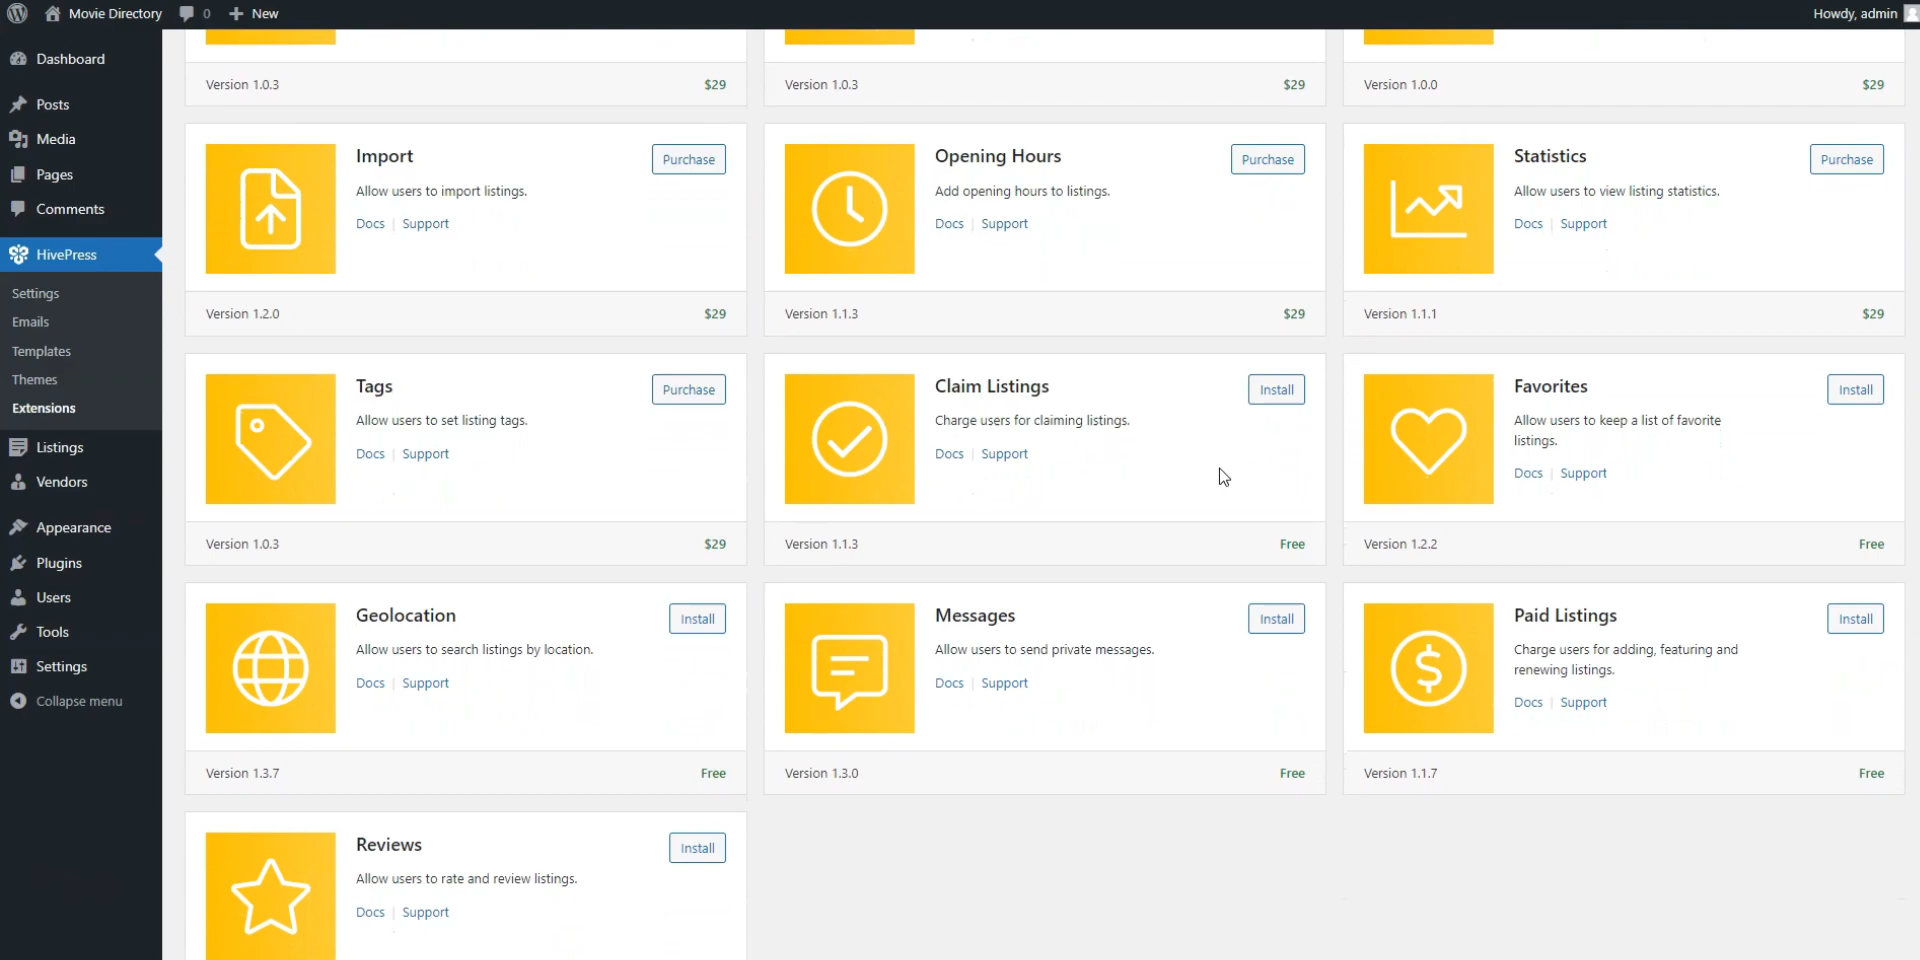 Movie Directory
0
New
Howdy, admin
Dashboard
Posts
Media
Pages
Comments
HivePress
Settings
Emails
Templates
Themes
Extensions
Listings
Vendors
Appearance
Plugins
Users
Tools
Settings
Collapse menu
Version 1.0.3
$29
Version 1.0.3
$29
Version 1.0.0
$29
Import
Purchase
Allow users to import listings.
Docs | Support
Version 1.2.0
$29
Opening Hours
Purchase
Add opening hours to listings.
Docs | Support
Version 1.1.3
$29
Statistics
Purchase
Allow users to view listing statistics.
Docs | Support
Version 1.1.1
$29
Tags
Purchase
Allow users to set listing tags.
Docs | Support
Version 1.0.3
$29
Claim Listings
Install
Charge users for claiming listings.
Docs | Support
Version 1.1.3
Free
Favorites
Install
Allow users to keep a list of favorite
listings.
Docs | Support
Version 1.2.2
Free
Geolocation
Install
Allow users to search listings by location.
Docs | Support
Version 1.3.7
Free
Messages
Install
Allow users to send private messages.
Docs | Support
Version 1.3.0
Free
Paid Listings
Install
Charge users for adding, featuring and
renewing listings.
Docs | Support
Version 1.1.7
Free
Reviews
Install
Allow users to rate and review listings.
Docs | Support